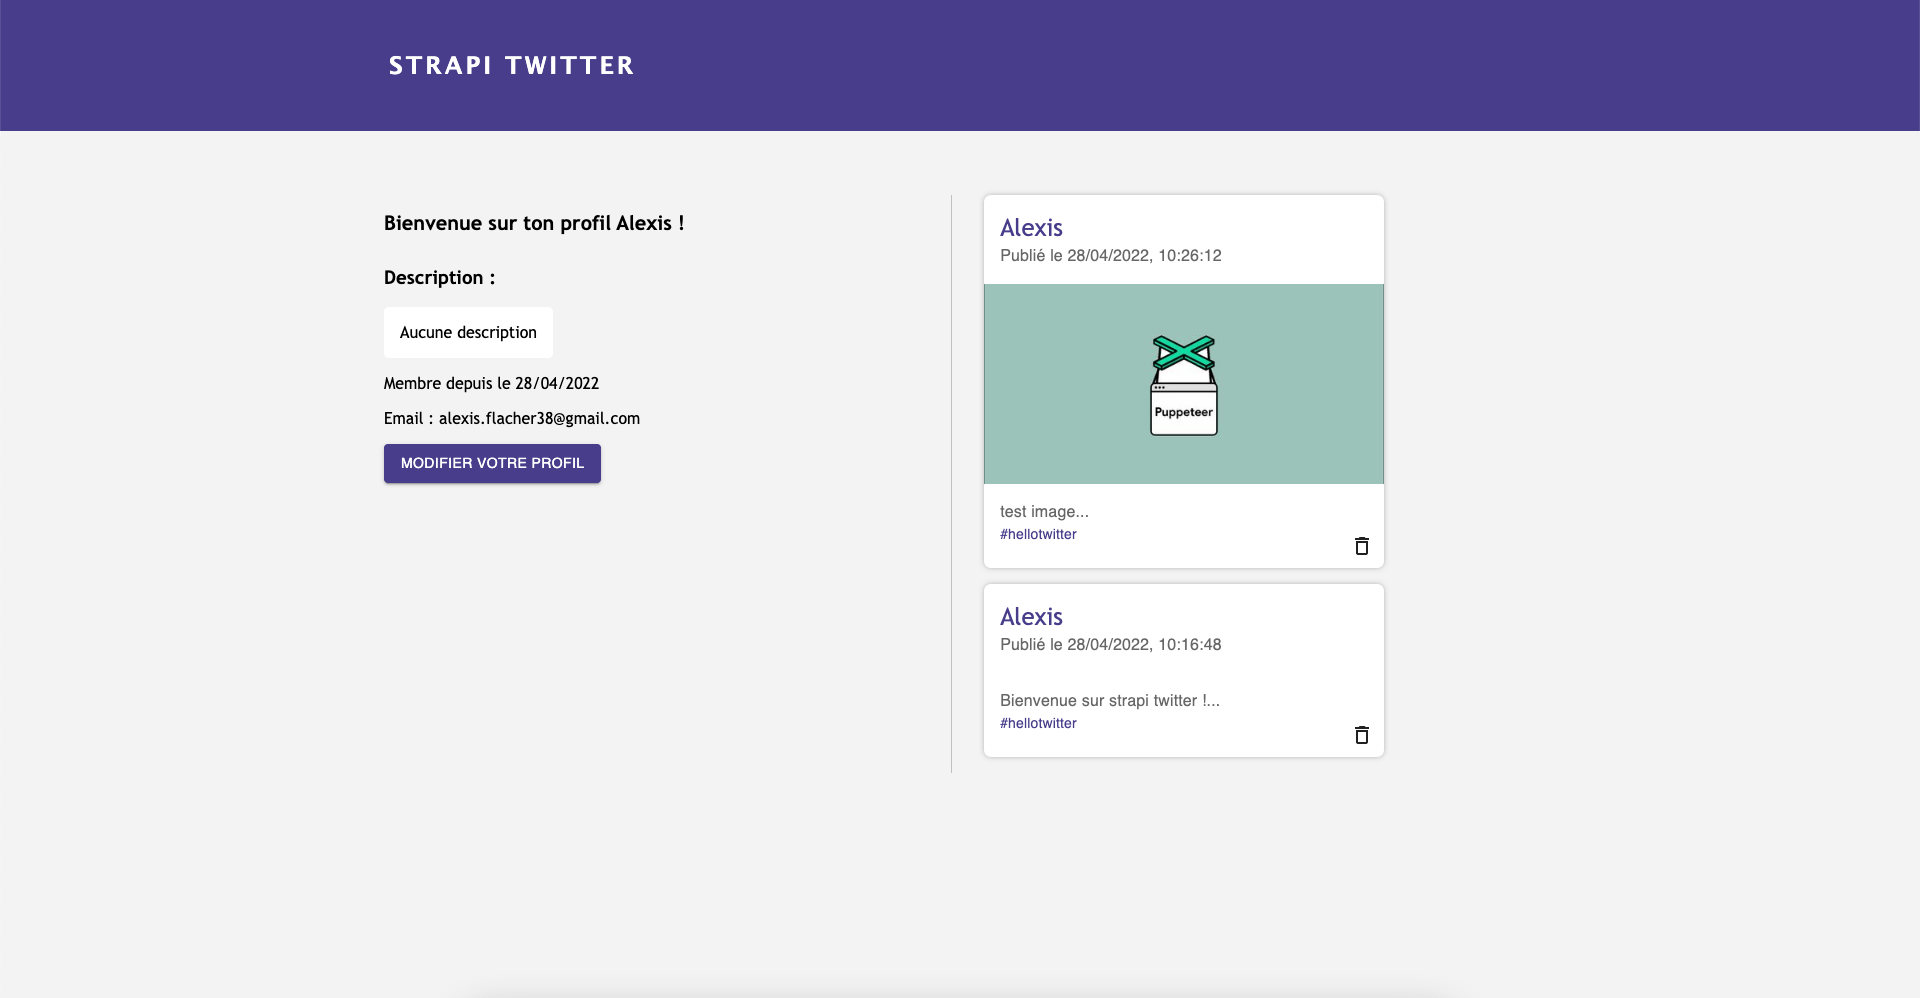 STRAPI TWITTER
Bienvenue sur ton profil Alexis !
Description :
Aucune description
Membre depuis le 28/04/2022
Email : alexis.flacher38@gmail.com
MODIFIER VOTRE PROFIL
Alexis
Publié le 28/04/2022, 10:26:12
Puppeteer
test image...
#hellotwitter
Alexis
Publié le 28/04/2022, 10:16:48
Bienvenue sur strapi twitter !...
#hellotwitter